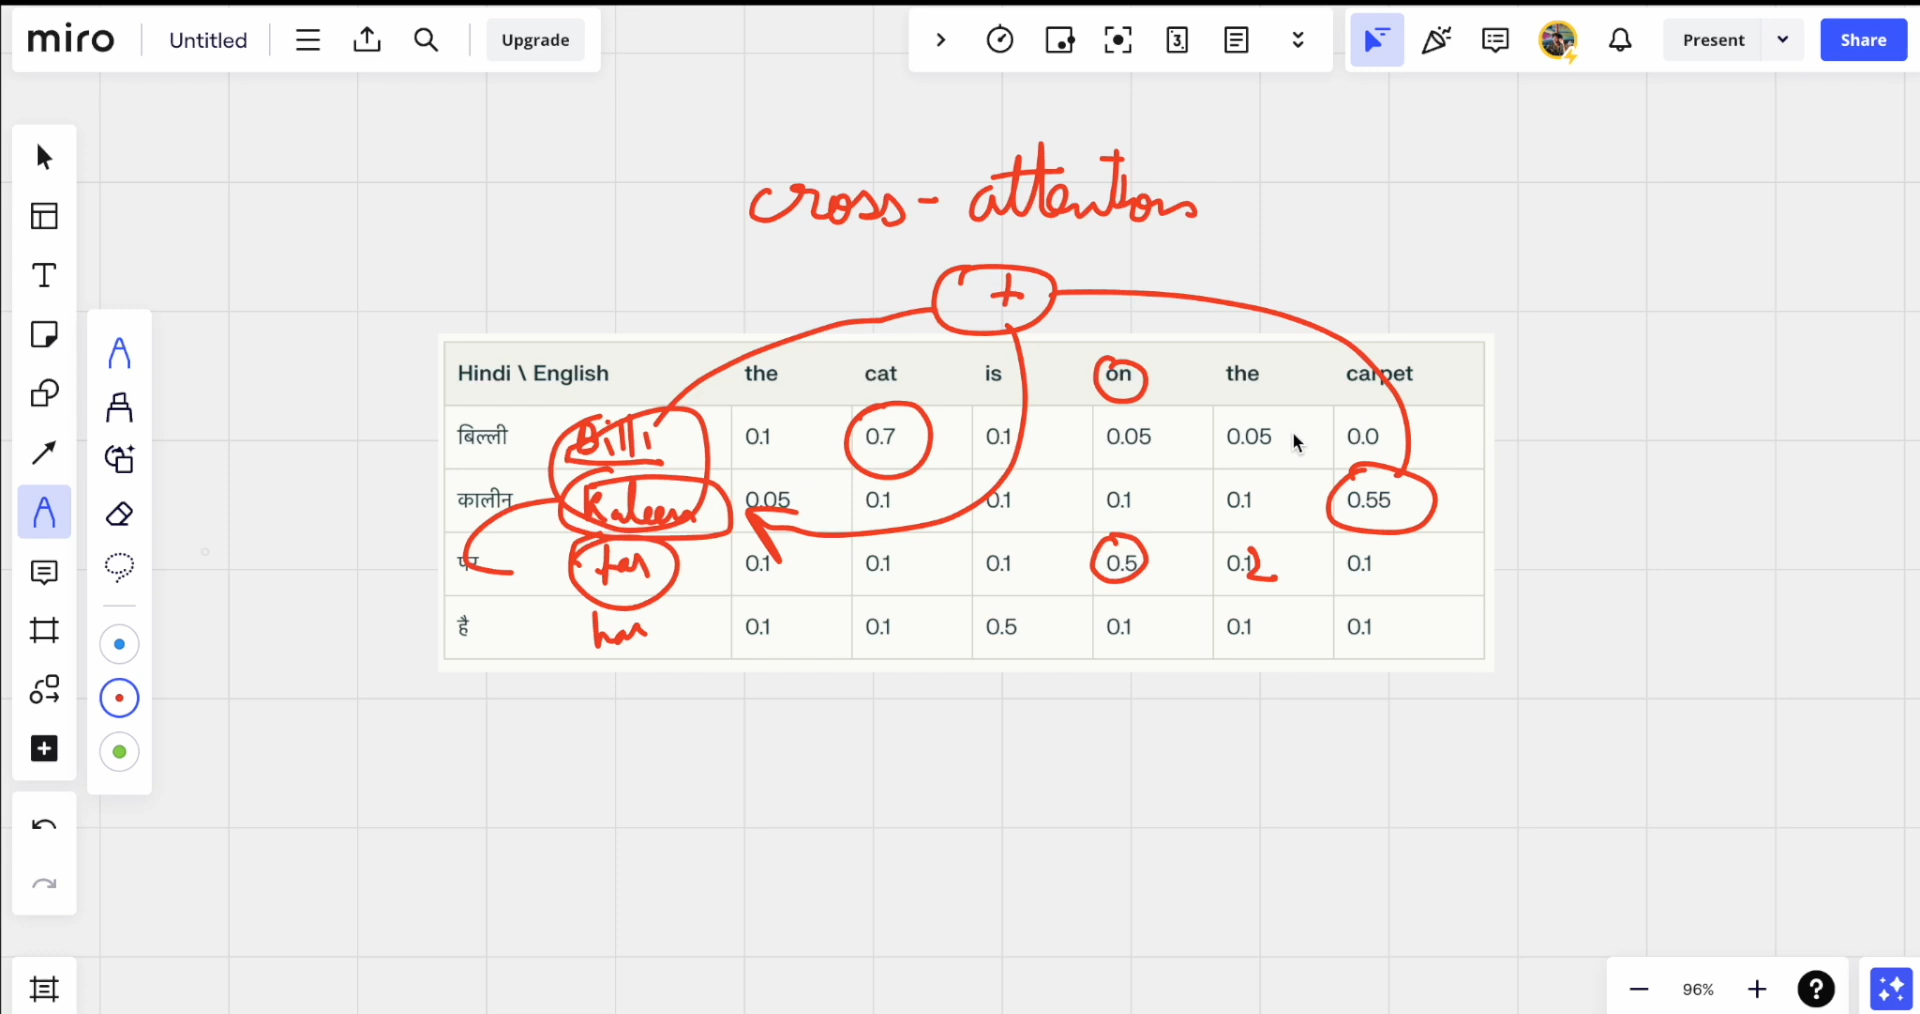 miro Untitled Upgrade 3 Present Share
cross-attention
+
Hindi \ English the cat is on the carpet
बिल्ली Billi 0.1 0.7 0.1 0.05 0.05 0.0
कालीन Kaleen 0.05 0.1 0.1 0.1 0.1 0.55
पर 0.1 0.1 0.1 0.5 0.1 2 0.1
है hai 0.1 0.1 0.5 0.1 0.1 0.1
96% ?